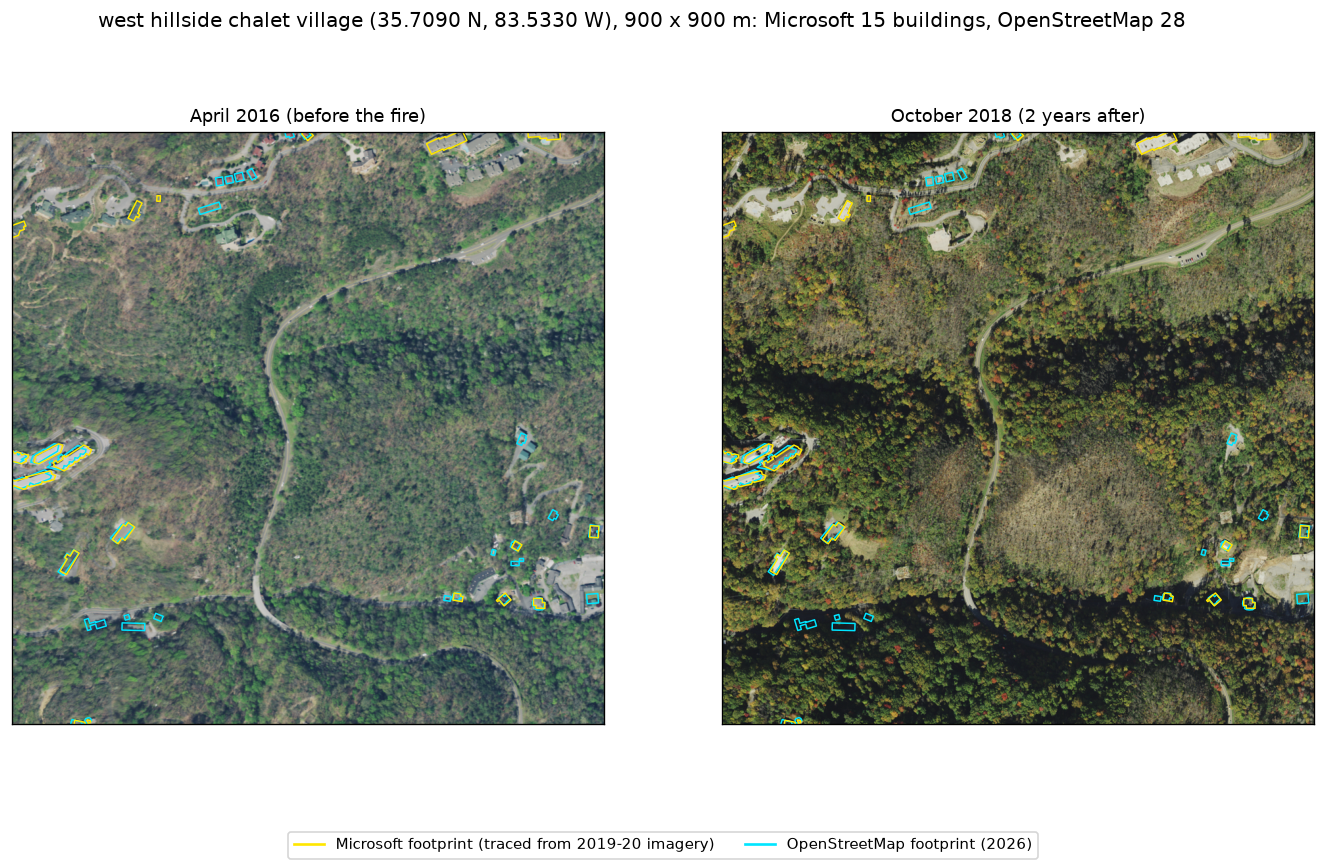 west hillside chalet village (35.7090 N, 83.5330 W), 900 x 900 m: Microsoft 15 buildings, OpenStreetMap 28
April 2016 (before the fire)
October 2018 (2 years after)
Microsoft footprint (traced from 2019-20 imagery)
OpenStreetMap footprint (2026)